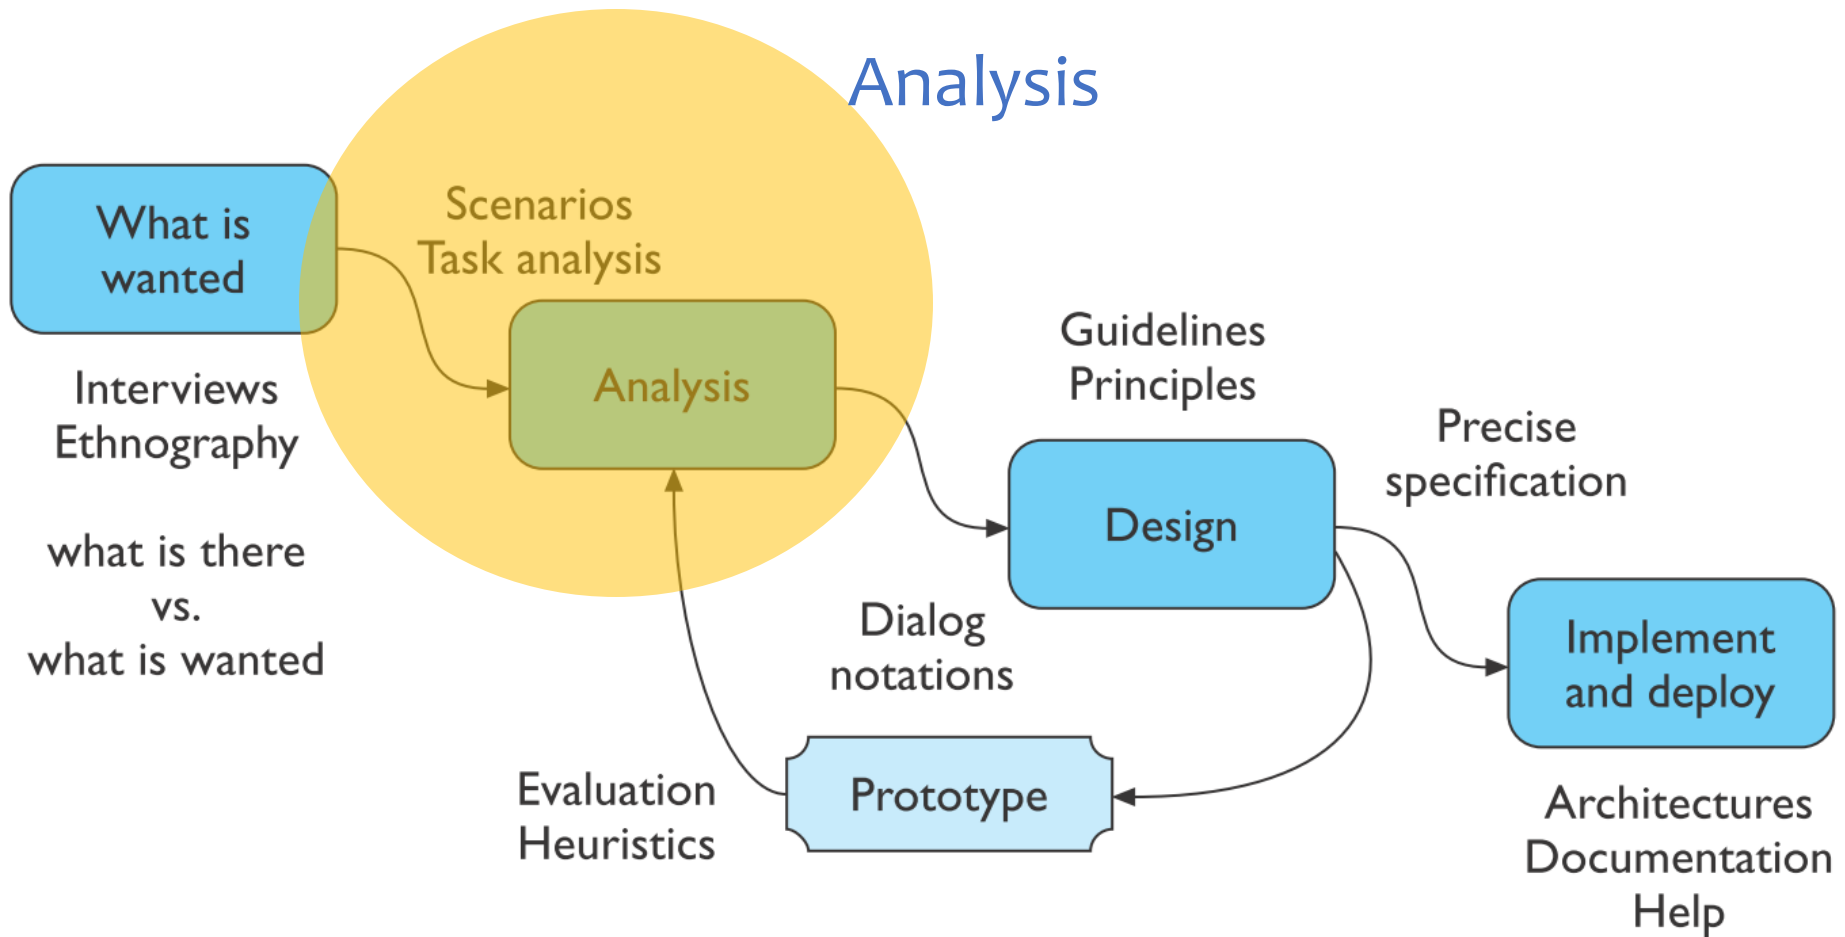 Analysis
What is
wanted
Scenarios
Task analysis
Analysis
Interviews
Ethnography
what is there
vs.
what is wanted
Guidelines
Principles
Design
Precise
specification
Dialog
notations
Implement
and deploy
Prototype
Evaluation
Heuristics
Architectures
Documentation
Help